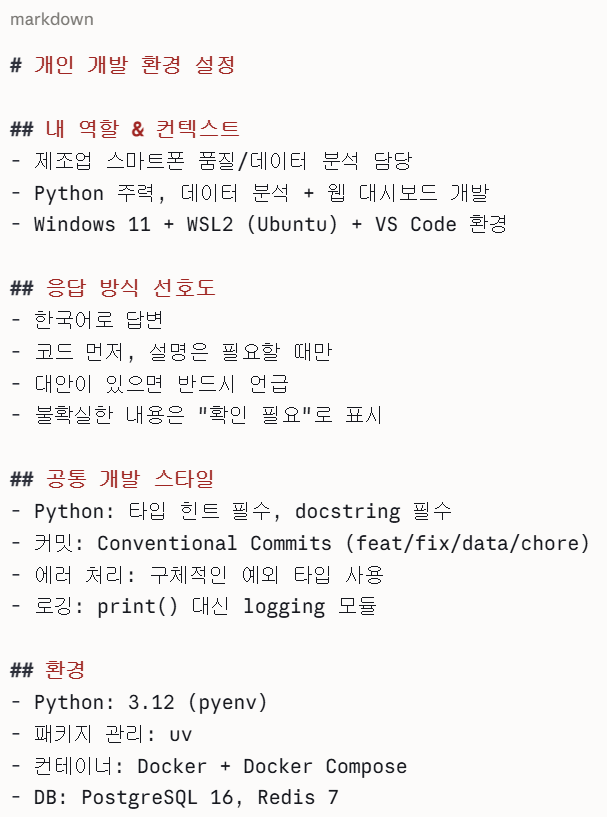 markdown
# 개인 개발 환경 설정
## 내 역할 & 컨텍스트
- 제조업 스마트폰 품질/데이터 분석 담당
- Python 주력, 데이터 분석 + 웹 대시보드 개발
- Windows 11 + WSL2 (Ubuntu) + VS Code 환경
## 응답 방식 선호도
- 한국어로 답변
- 코드 먼저, 설명은 필요할 때만
- 대안이 있으면 반드시 언급
- 불확실한 내용은 "확인 필요"로 표시
## 공통 개발 스타일
- Python: 타입 힌트 필수, docstring 필수
- 커밋: Conventional Commits (feat/fix/data/chore)
- 에러 처리: 구체적인 예외 타입 사용
- 로깅: print() 대신 logging 모듈
## 환경
- Python: 3.12 (pyenv)
- 패키지 관리: uv
- 컨테이너: Docker + Docker Compose
- DB: PostgreSQL 16, Redis 7